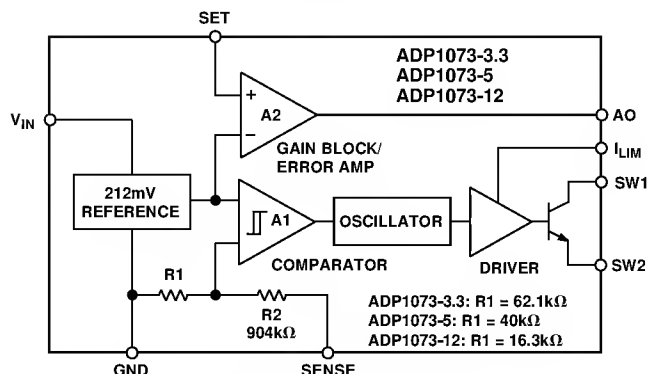 SET
ADP1073-3.3
ADP1073-5
ADP1073-12
VIN
A2
AO
GAIN BLOCK/
ERROR AMP
ILIM
212mV
REFERENCE
SW1
A1
OSCILLATOR
R1
COMPARATOR
DRIVER
SW2
R2
904kΩ
ADP1073-3.3: R1 = 62.1kΩ
ADP1073-5: R1 = 40kΩ
ADP1073-12: R1 = 16.3kΩ
GND
SENSE